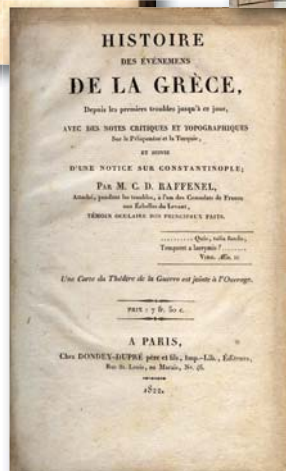 HISTOIRE
DES ÉVÉNEMENS
DE LA GRÈCE,
Depuis les premiers troubles jusqu'à ce jour,
AVEC DES NOTES CRITIQUES ET TOPOGRAPHIQUES
Sur le Péloponèse et la Turquie,
ET SUIVIE
D'UNE NOTICE SUR CONSTANTINOPLE;
PAR M. C. D. RAFFENEL,
Attaché, pendant les troubles, à l'un des Consulats de France
aux Échelles du Levant,
TÉMOIN OCULAIRE DES PRINCIPAUX FAITS.
.......... Quis, talia fando,
Temperet a lacrymis ? ........
VIRG. Æn. II.
Une Carte du Théâtre de la Guerre est jointe à l'Ouvrage.
PRIX : 7 fr. 50 c.
A PARIS,
Chez DONDEY-DUPRÉ père et fils, Imp.-Lib., Éditeurs,
Rue St. Louis, au Marais, No. 46.
1822.